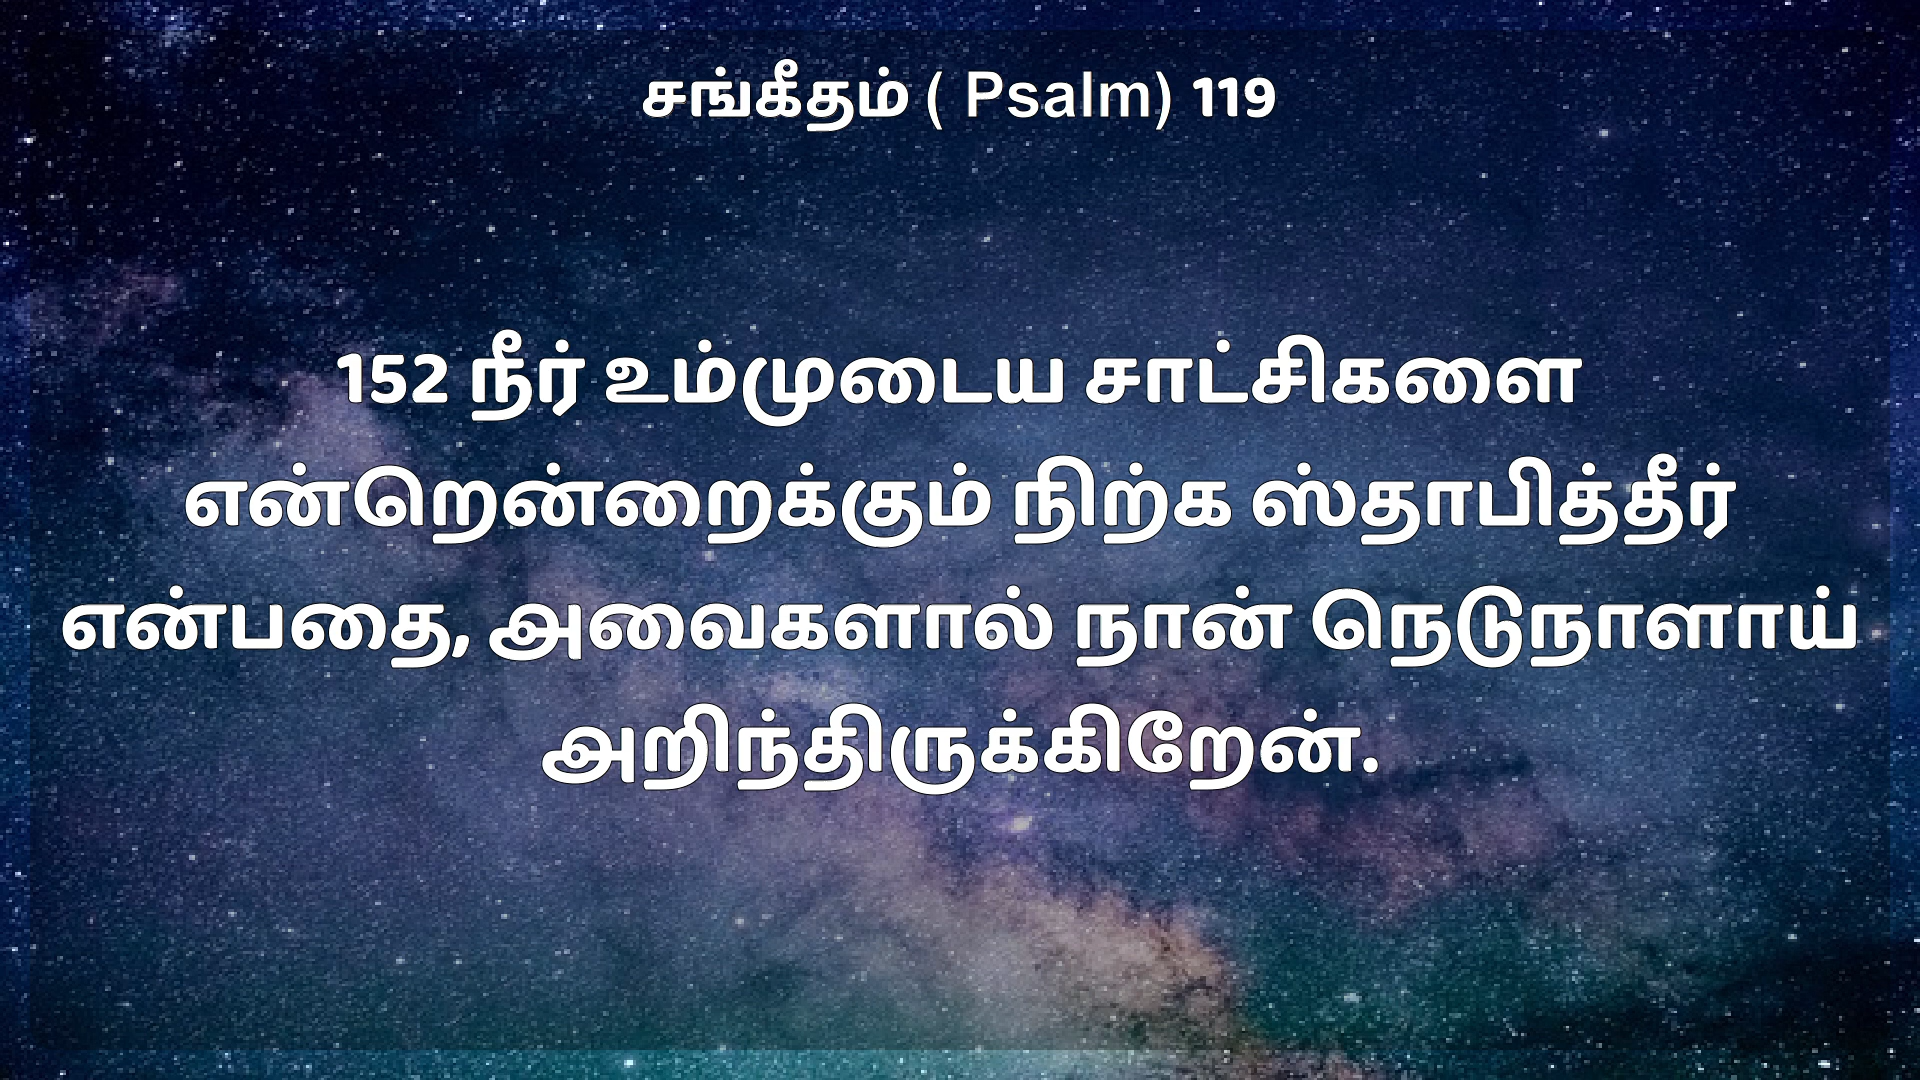 சங்கீதம் ( Psalm) 119
152 நீர் உம்முடைய சாட்சிகளை
என்றென்றைக்கும் நிற்க ஸ்தாபித்தீர்
என்பதை, அவைகளால் நான் நெடுநாளாய்
அறிந்திருக்கிறேன்.